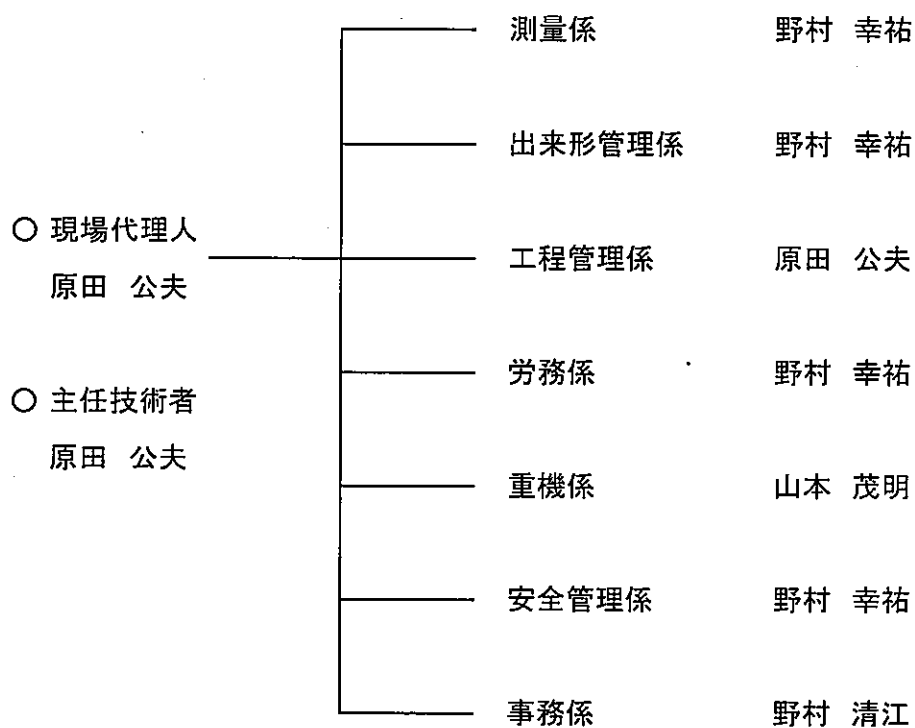 測量係 野村 幸祐
出来形管理係 野村 幸祐
○ 現場代理人
原田 公夫
工程管理係 原田 公夫
労務係 野村 幸祐
○ 主任技術者
原田 公夫
重機係 山本 茂明
安全管理係 野村 幸祐
事務係 野村 清江